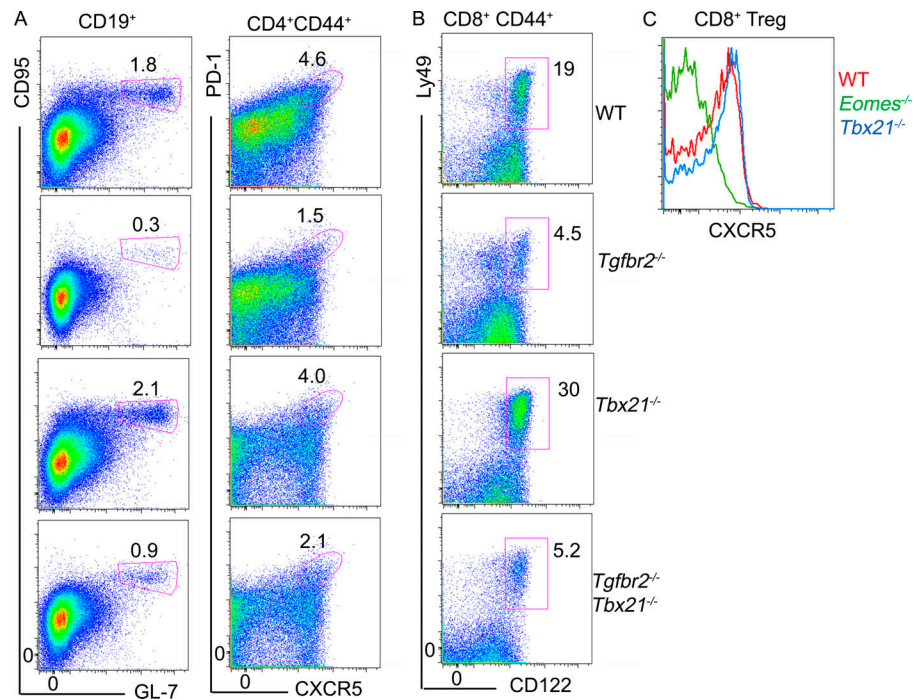 A
CD19⁺
CD4⁺CD44⁺
B
CD8⁺ CD44⁺
C
CD8⁺ Treg
CD95
1.8
PD-1
4.6
Ly49
19
WT
WT
Eomes⁻/⁻
Tbx21⁻/⁻
0
CXCR5
0.3
1.5
4.5
Tgfbr2⁻/⁻
2.1
4.0
30
Tbx21⁻/⁻
0.9
2.1
5.2
Tgfbr2⁻/⁻
Tbx21⁻/⁻
0
0
0
0
0
0
GL-7
CXCR5
CD122